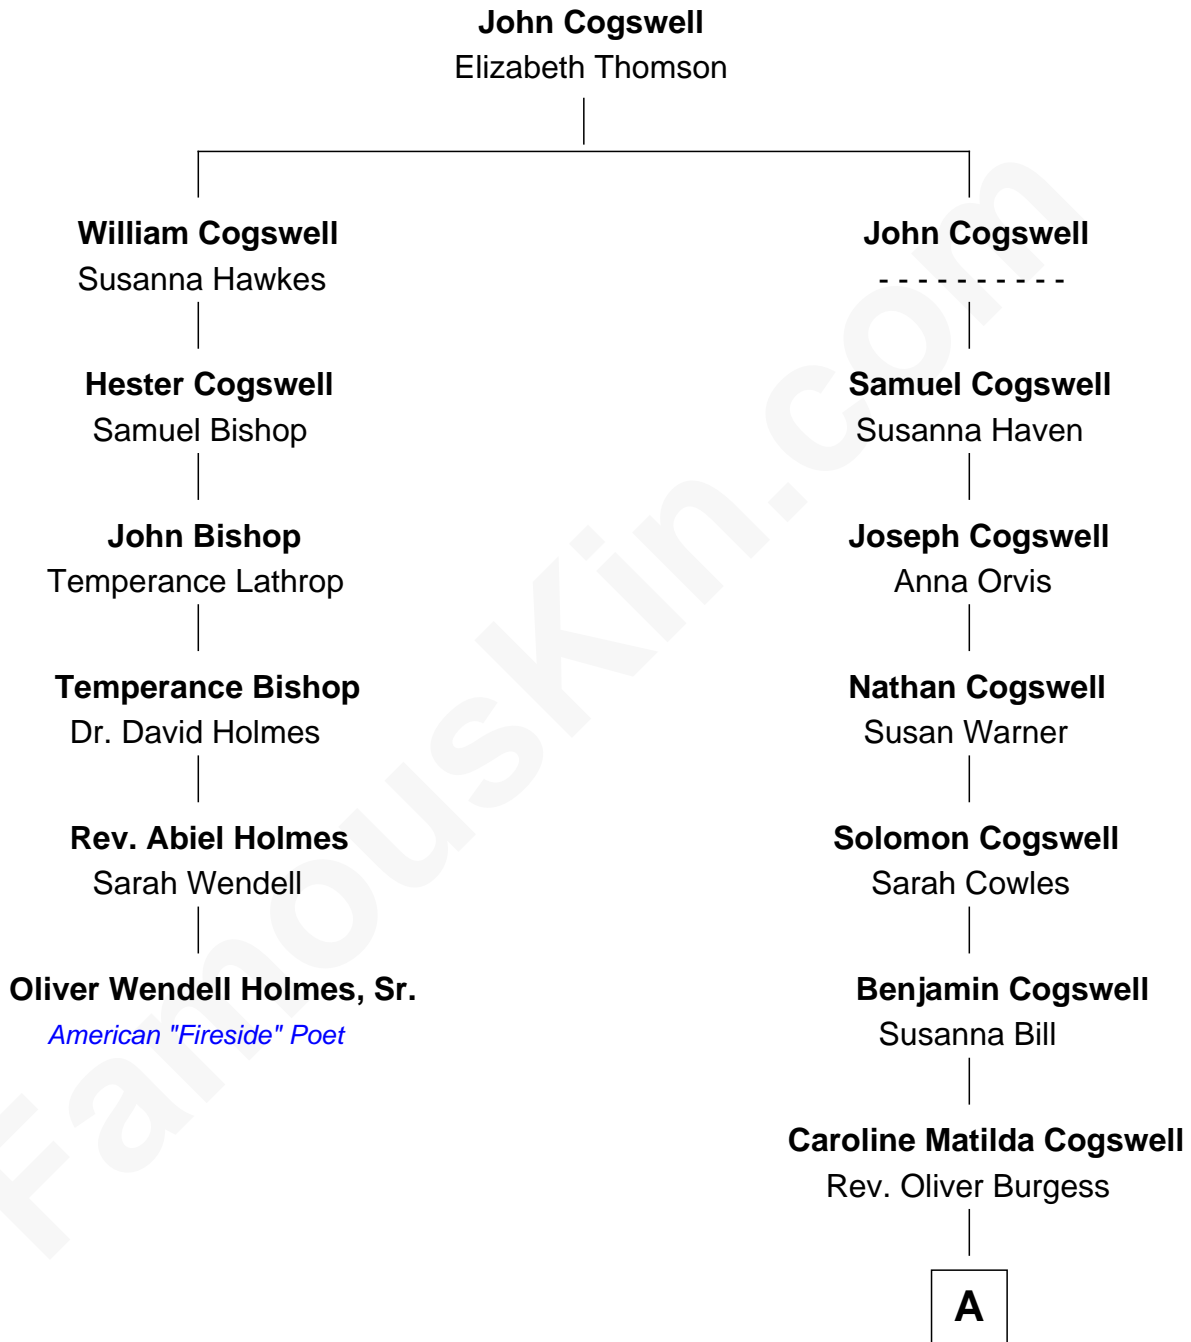 John Cogswell
Elizabeth Thomson
William Cogswell
Susanna Hawkes
John Cogswell
- - - - - - - - - -
Hester Cogswell
Samuel Bishop
Samuel Cogswell
Susanna Haven
John Bishop
Temperance Lathrop
Joseph Cogswell
Anna Orvis
Temperance Bishop
Dr. David Holmes
Nathan Cogswell
Susan Warner
Rev. Abiel Holmes
Sarah Wendell
Solomon Cogswell
Sarah Cowles
Oliver Wendell Holmes, Sr.
American "Fireside" Poet
Benjamin Cogswell
Susanna Bill
Caroline Matilda Cogswell
Rev. Oliver Burgess
A
FamousKin.com